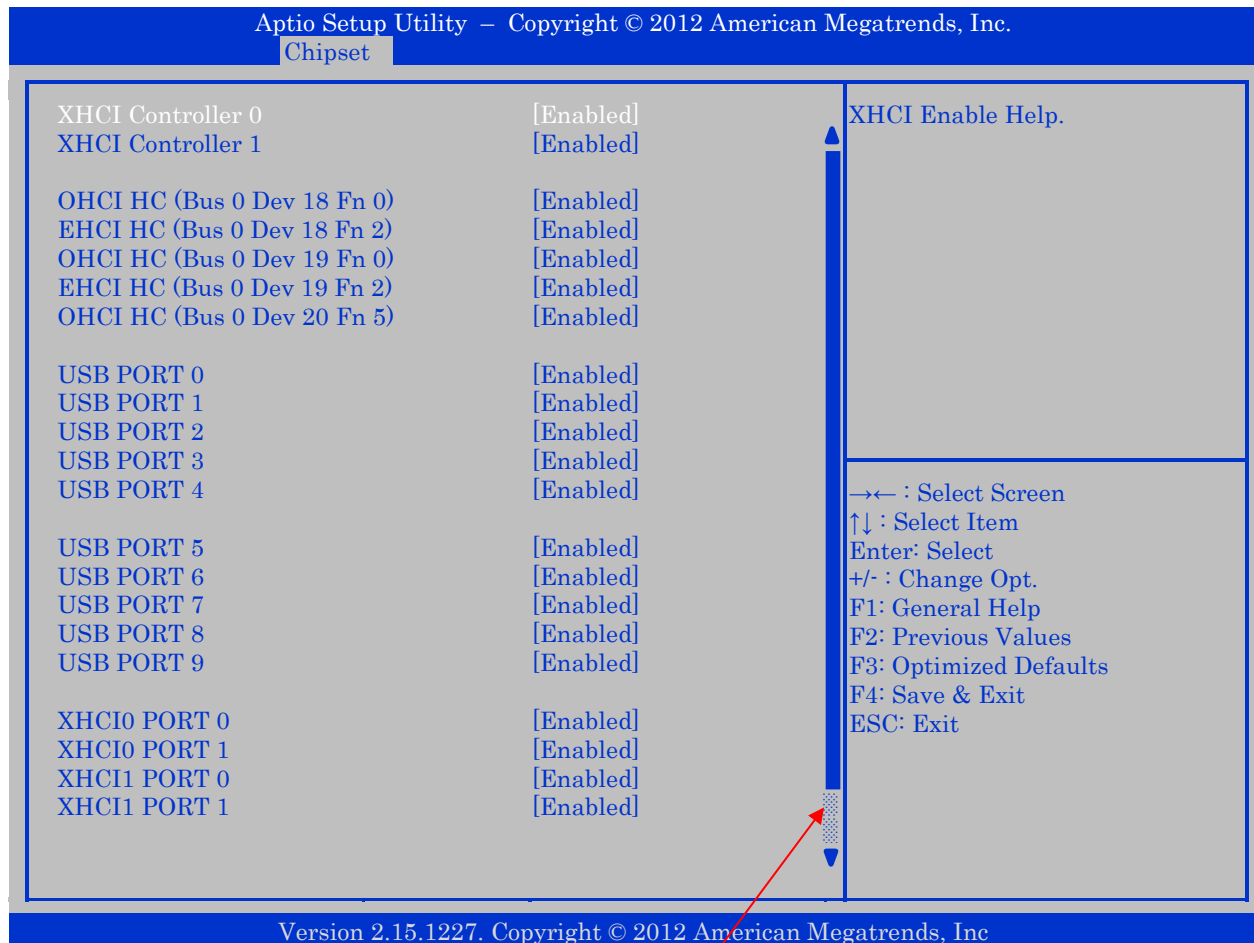 Aptio Setup Utility – Copyright © 2012 American Megatrends, Inc.
Chipset
XHCI Controller 0 [Enabled]
XHCI Controller 1 [Enabled]
OHCI HC (Bus 0 Dev 18 Fn 0) [Enabled]
EHCI HC (Bus 0 Dev 18 Fn 2) [Enabled]
OHCI HC (Bus 0 Dev 19 Fn 0) [Enabled]
EHCI HC (Bus 0 Dev 19 Fn 2) [Enabled]
OHCI HC (Bus 0 Dev 20 Fn 5) [Enabled]
USB PORT 0 [Enabled]
USB PORT 1 [Enabled]
USB PORT 2 [Enabled]
USB PORT 3 [Enabled]
USB PORT 4 [Enabled]
USB PORT 5 [Enabled]
USB PORT 6 [Enabled]
USB PORT 7 [Enabled]
USB PORT 8 [Enabled]
USB PORT 9 [Enabled]
XHCI0 PORT 0 [Enabled]
XHCI0 PORT 1 [Enabled]
XHCI1 PORT 0 [Enabled]
XHCI1 PORT 1 [Enabled]
XHCI Enable Help.
→← : Select Screen
↑↓ : Select Item
Enter: Select
+/- : Change Opt.
F1: General Help
F2: Previous Values
F3: Optimized Defaults
F4: Save & Exit
ESC: Exit
Version 2.15.1227. Copyright © 2012 American Megatrends, Inc